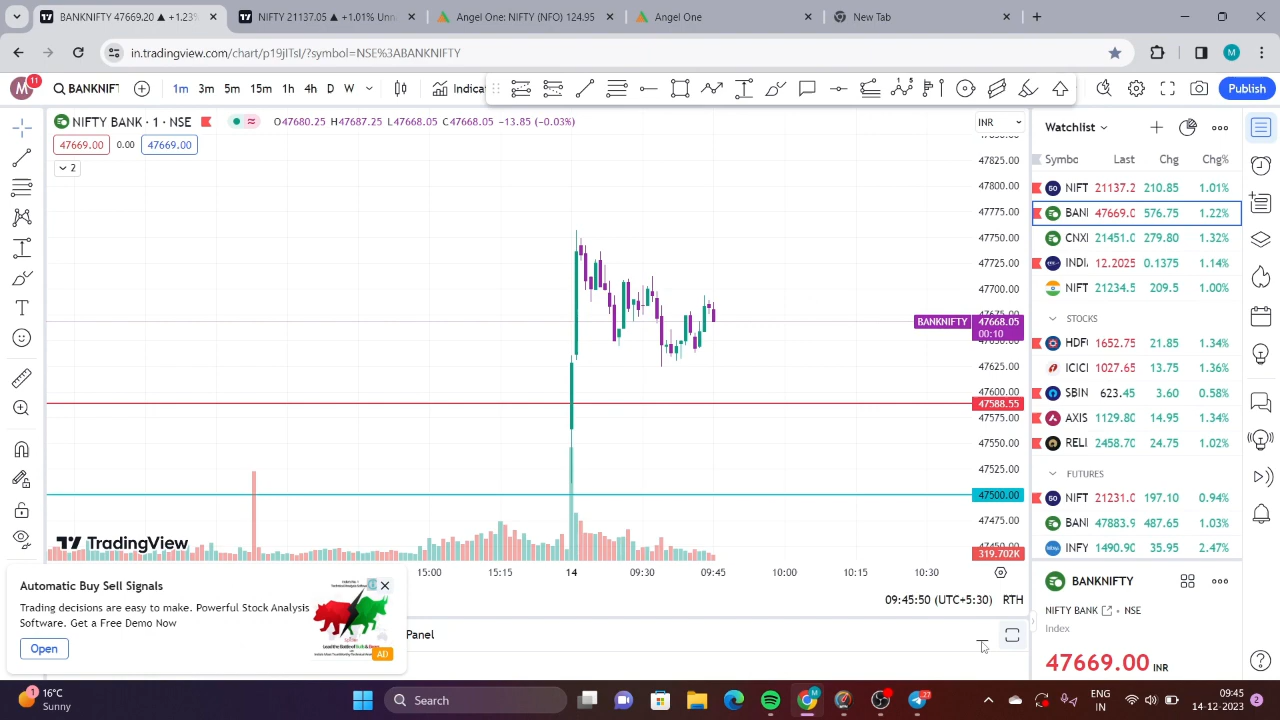 21137.20 ▲ +1.23%
NIFTY 21137.05 ▲ +1.01% Unn
Angel One: NIFTY (NFO) 124.95
Angel One
New Tab
in.tradingview.com/chart/p19jITsI/?symbol=NSE%3ABANKNIFTY
M
M
11
BANKNIF
1m 3m 5m 15m 1h 4h D W
Indica
Publish
NIFTY BANK · 1 · NSE
O47680.25 H47687.25 L47668.05 C47668.05 -13.85 (-0.03%)
INR
47669.00
0.00
47669.00
2
47825.00
47800.00
47775.00
47750.00
47725.00
47700.00
BANKNIFTY
47668.05
00:10
47625.00
47600.00
47588.55
47575.00
47550.00
47525.00
47500.00
47475.00
319.702K
TradingView
15:00 15:15 14 09:30 09:45 10:00 10:15 10:30
09:45:50 (UTC+5:30) RTH
Panel
Automatic Buy Sell Signals
Trading decisions are easy to make. Powerful Stock Analysis
Software. Get a Free Demo Now
Open
AD
Watchlist
Symbo Last Chg Chg%
NIFT 21137.2 210.85 1.01%
BANI 47669.0 576.75 1.22%
CNXI 21451.0 279.80 1.32%
INDI. 12.2025 0.1375 1.14%
NIFT 21234.5 209.5 1.00%
STOCKS
HDF 1652.75 21.85 1.34%
ICICI 1027.65 13.75 1.36%
SBIN 623.45 3.60 0.58%
AXIS 1129.80 14.95 1.34%
RELI. 2458.70 24.75 1.02%
FUTURES
NIFT 21231.0 197.10 0.94%
BANI 47883.9 487.65 1.03%
INFY 1490.90 35.95 2.47%
BANKNIFTY
NIFTY BANK · NSE
Index
47669.00 INR
1
16°C
Sunny
Search
ENG
IN
09:45
14-12-2023
2